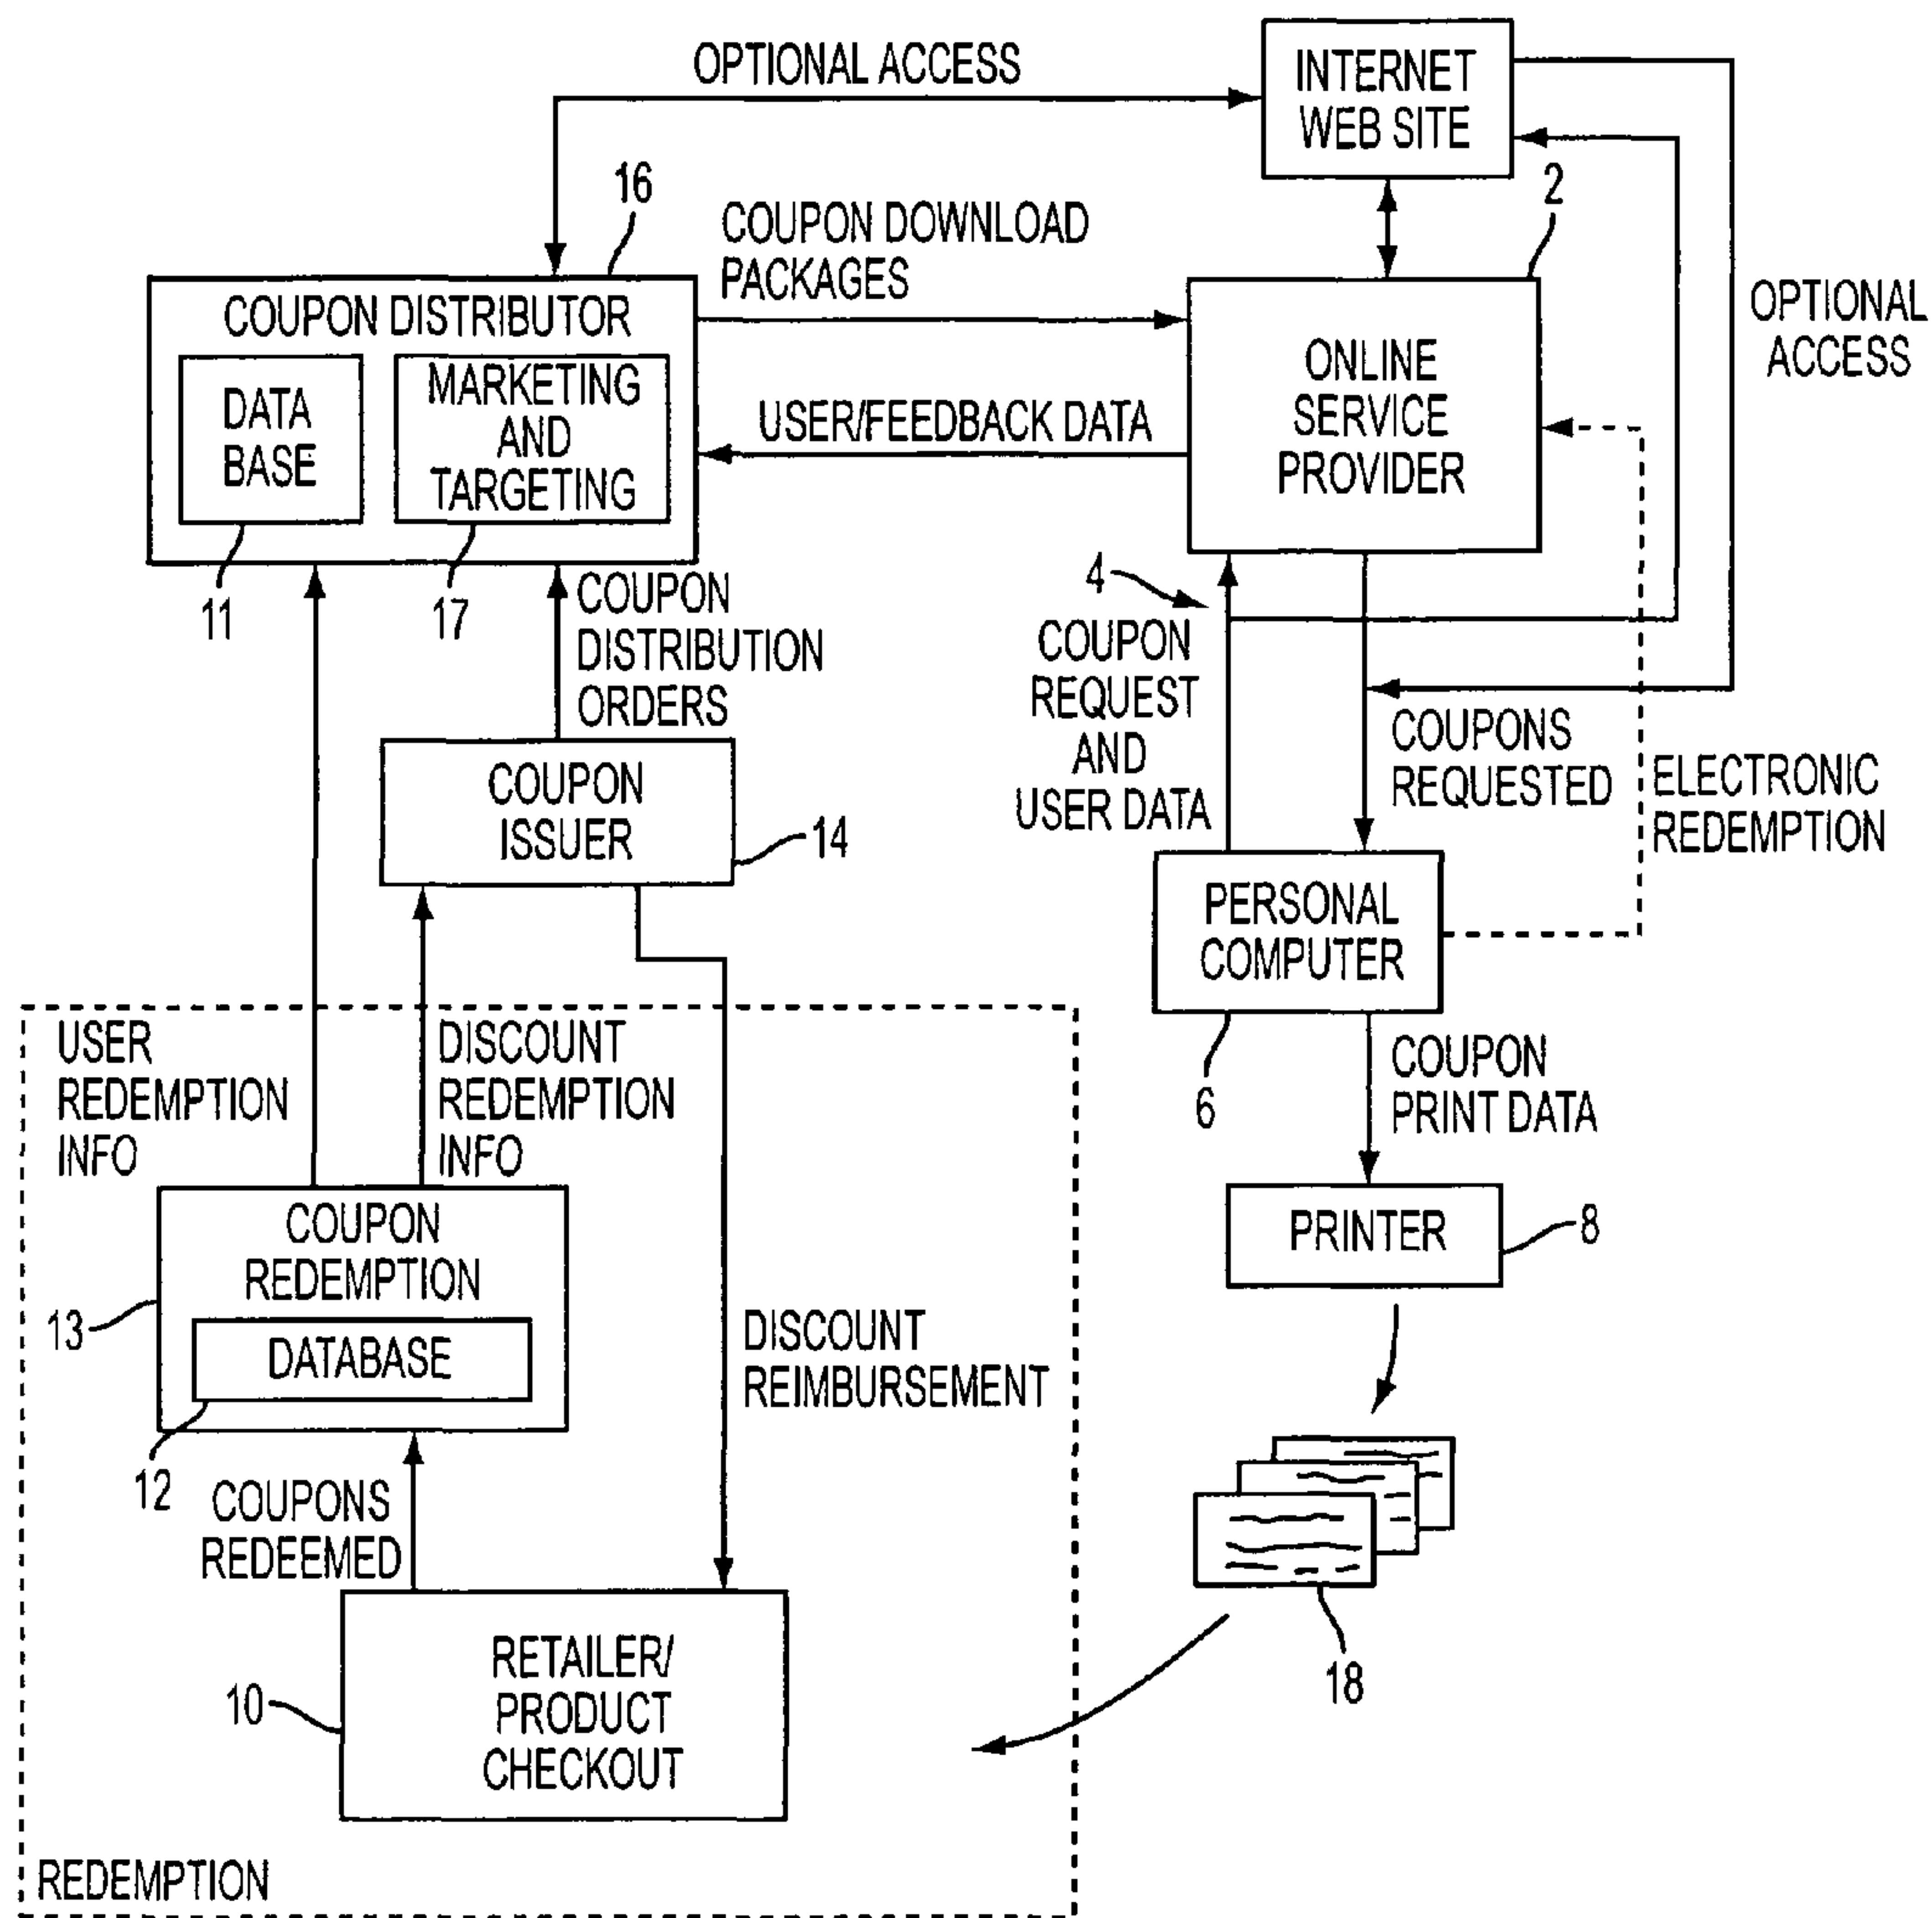 OPTIONAL ACCESS
INTERNET
WEB SITE
16
COUPON DOWNLOAD
PACKAGES
2
COUPON DISTRIBUTOR
DATA
BASE
MARKETING
AND
TARGETING
11
17
USER/FEEDBACK DATA
ONLINE
SERVICE
PROVIDER
OPTIONAL
ACCESS
COUPON
DISTRIBUTION
ORDERS
4
COUPON
REQUEST
AND
USER DATA
COUPONS
REQUESTED
ELECTRONIC
REDEMPTION
COUPON
ISSUER
14
PERSONAL
COMPUTER
6
USER
REDEMPTION
INFO
DISCOUNT
REDEMPTION
INFO
COUPON
PRINT DATA
COUPON
REDEMPTION
DATABASE
13
12
PRINTER
8
DISCOUNT
REIMBURSEMENT
COUPONS
REDEEMED
18
RETAILER/
PRODUCT
CHECKOUT
10
REDEMPTION